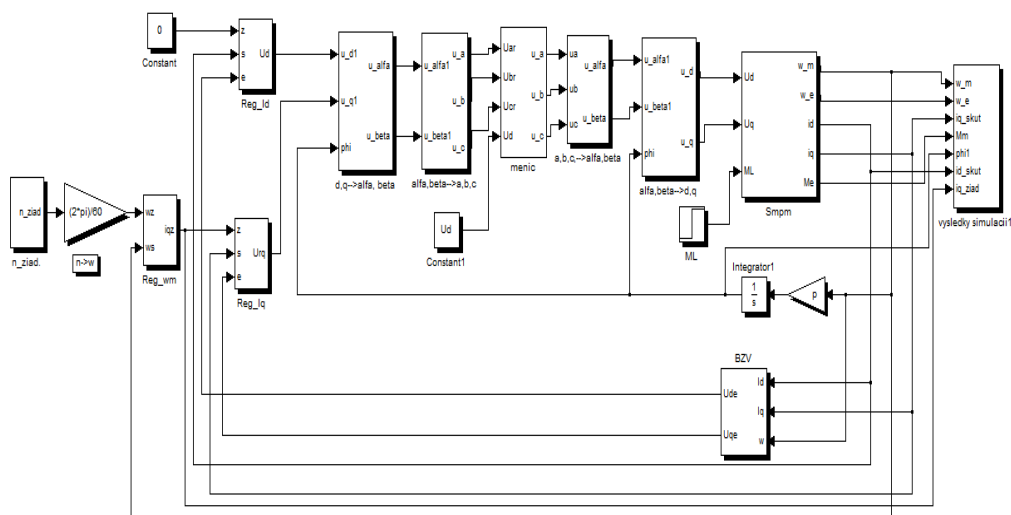 0
Constant
z
s
e
Ud
Reg_Id
u_d1
u_q1
phi
u_alfa
u_beta
d,q-->alfa, beta
u_alfa1
u_beta1
u_a
u_b
u_c
alfa,beta-->a,b,c
Uar
Ubr
Ucr
Ud
u_a
u_b
u_c
menic
ua
ub
uc
u_alfa
u_beta
a,b,c,-->alfa,beta
u_alfa1
u_beta1
phi
u_d
u_q
alfa,beta-->d,q
Ud
Uq
ML
w_m
w_e
id
iq
Me
Smpm
w_m
w_e
iq_skut
Mm
phi1
id_skut
iq_ziad
vysledky simulacii1
n_ziad
n_ziad.
(2*pi)/60
n->w
wz
ws
iqz
Reg_wm
z
s
e
Urq
Reg_Iq
Ud
Constant1
ML
Integrator1
1
s
p
BZV
Ude
Uqe
Id
Iq
w